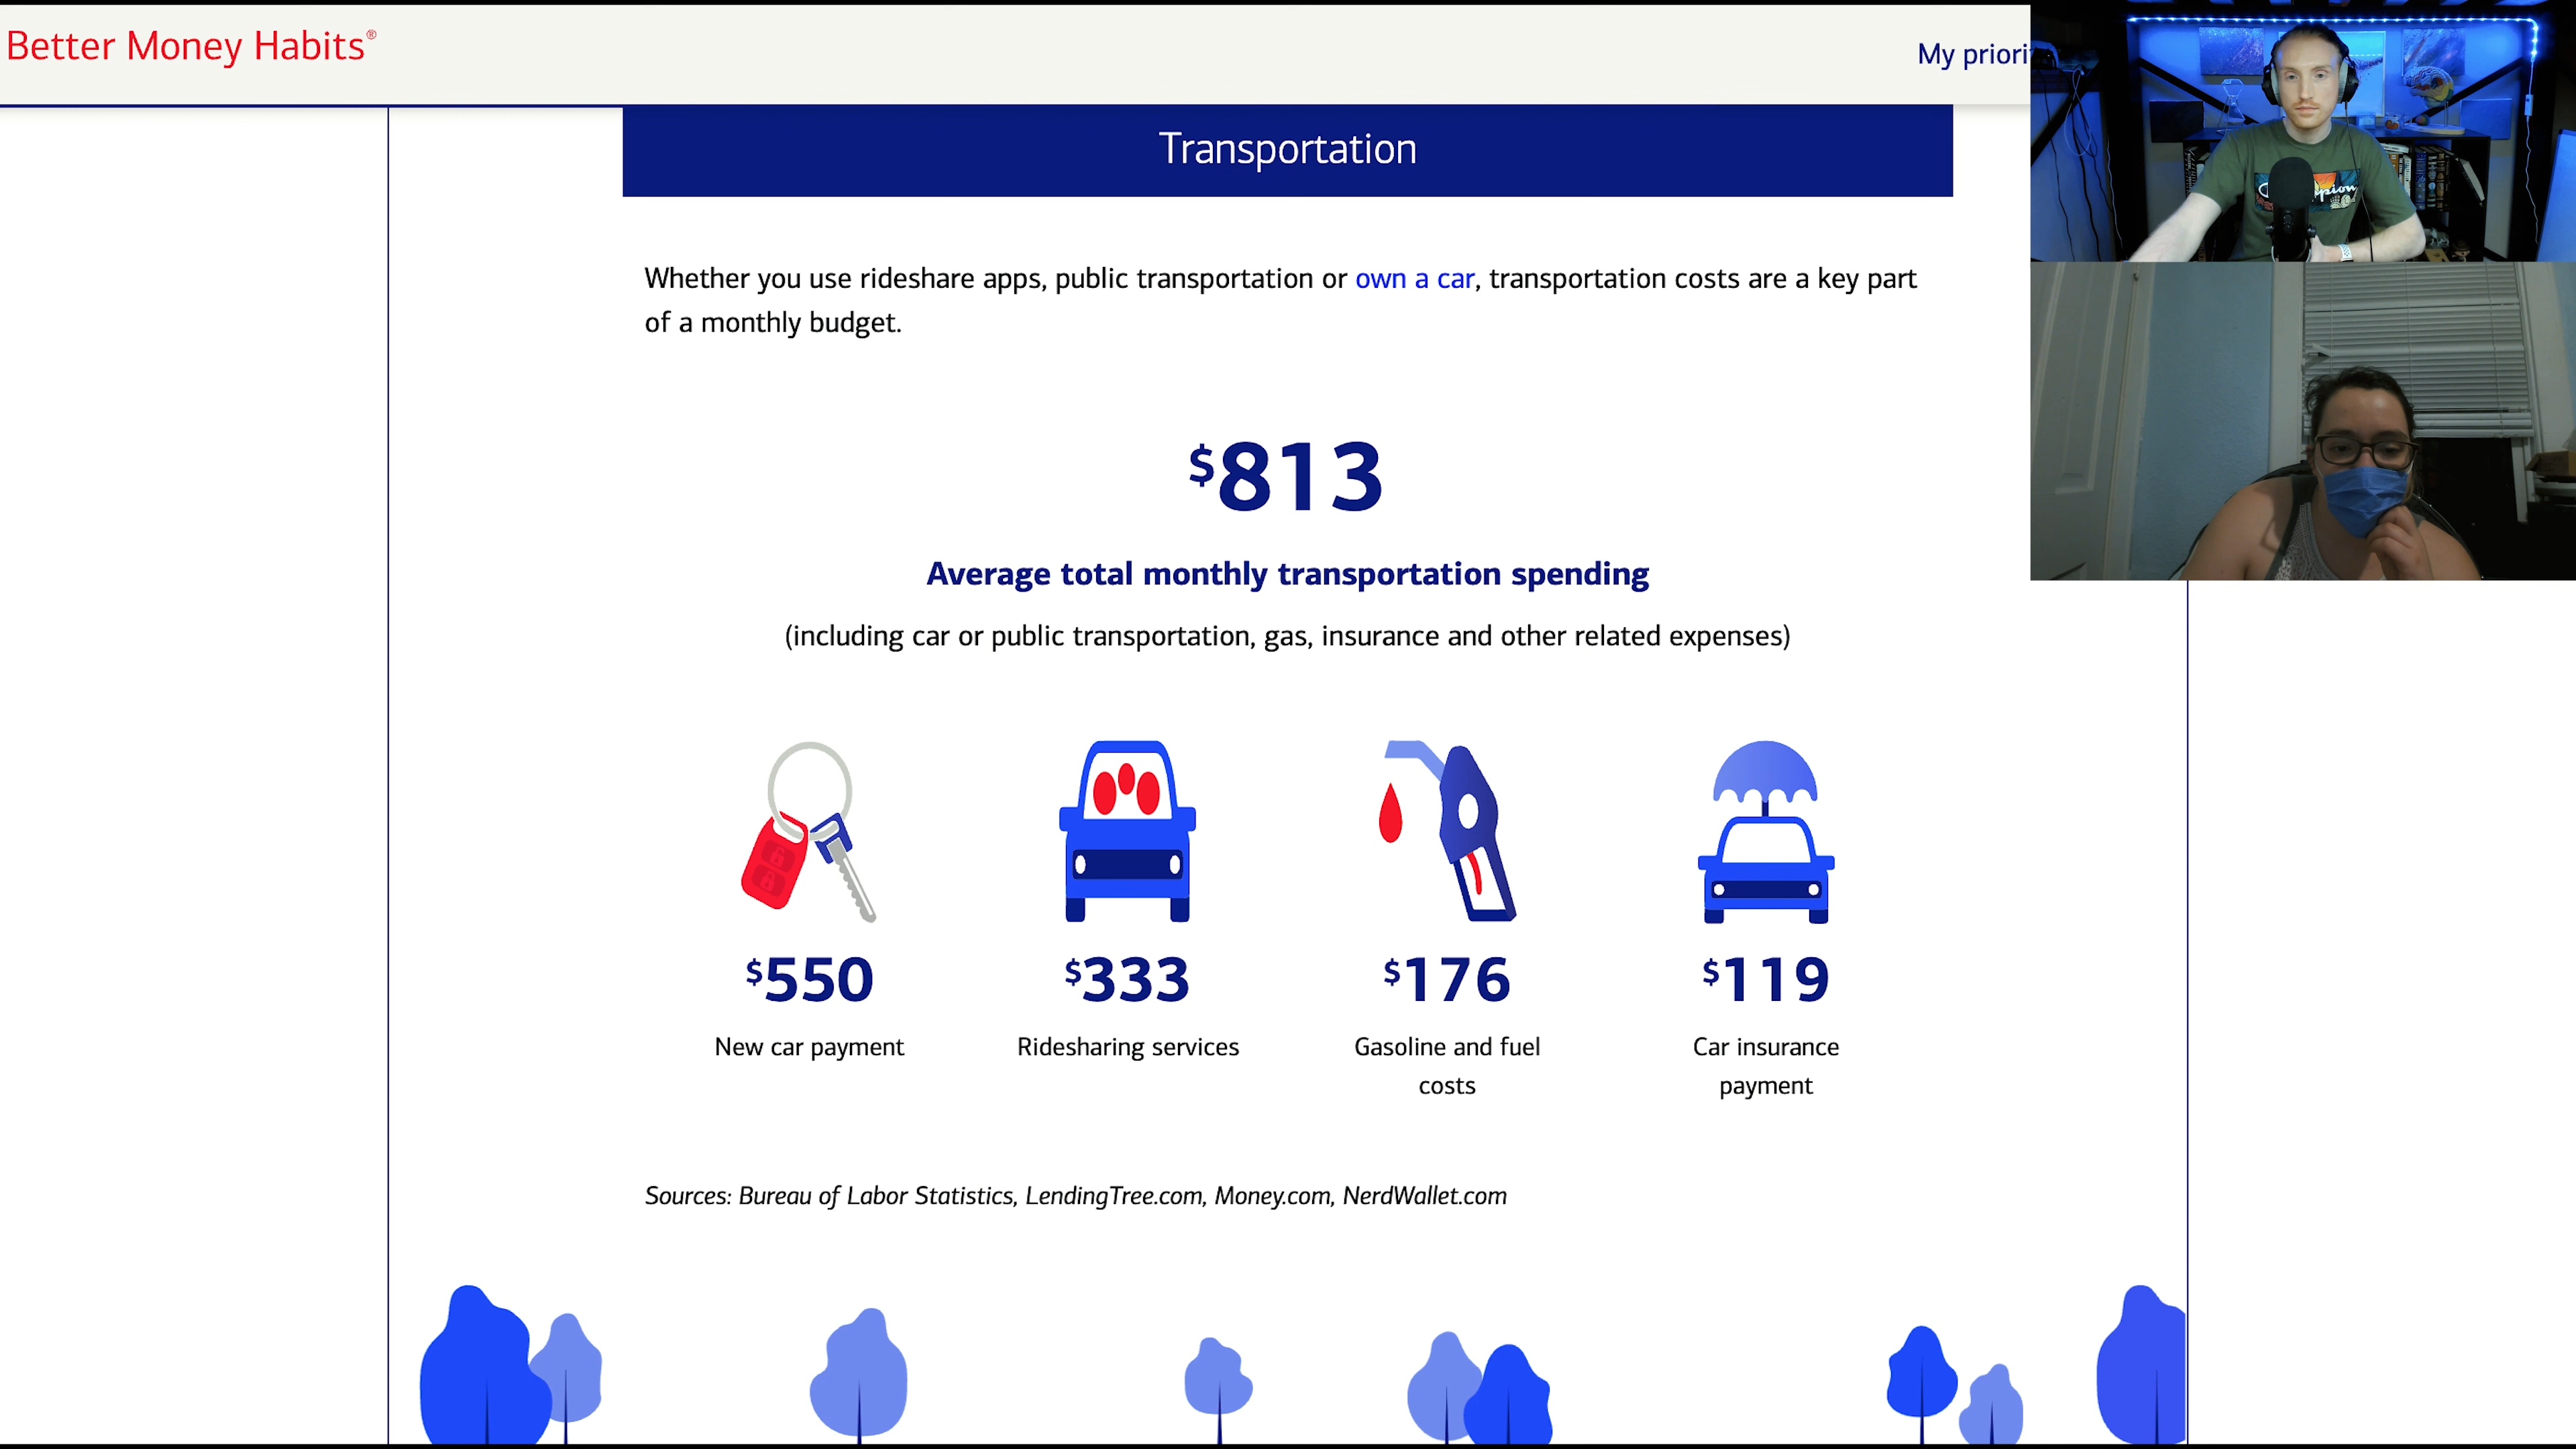 Better Money Habits®
My priori
Transportation
Whether you use rideshare apps, public transportation or own a car, transportation costs are a key part
of a monthly budget.
$813
Average total monthly transportation spending
(including car or public transportation, gas, insurance and other related expenses)
$550
$333
$176
$119
New car payment
Ridesharing services
Gasoline and fuel
costs
Car insurance
payment
Sources: Bureau of Labor Statistics, LendingTree.com, Money.com, NerdWallet.com